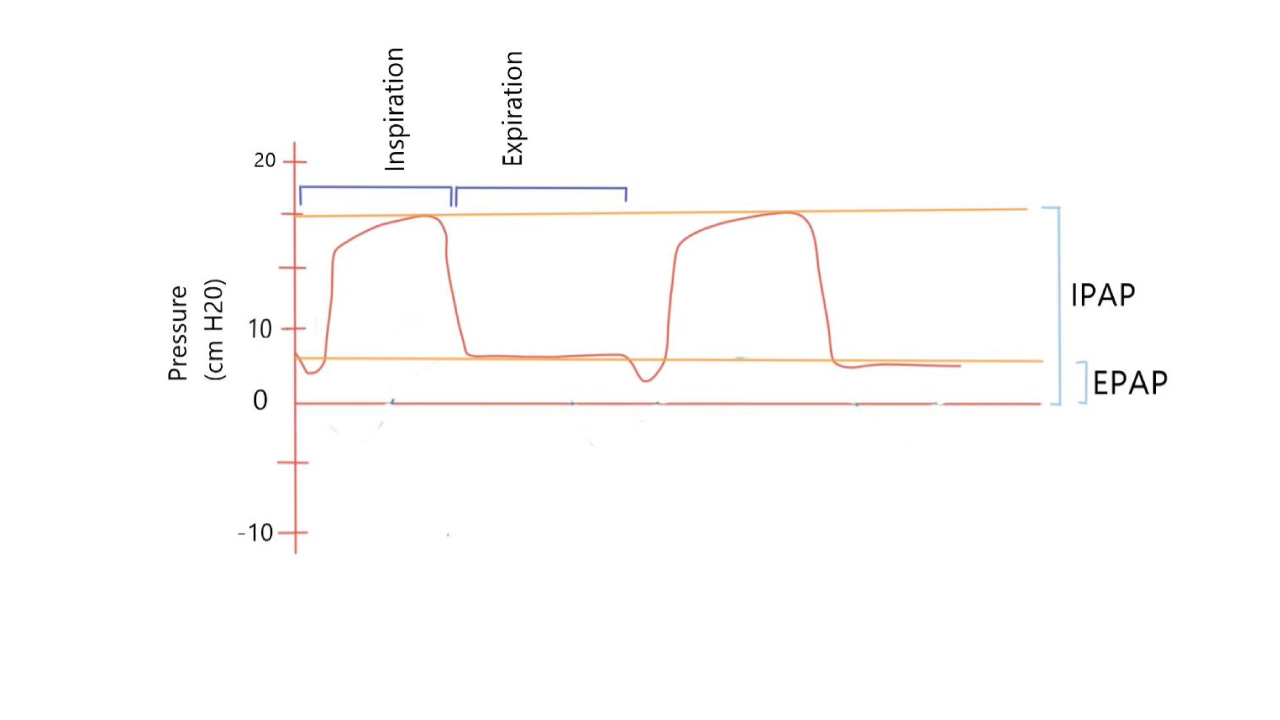 Inspiration
Expiration
20
10
0
-10
Pressure
(cm H20)
IPAP
EPAP